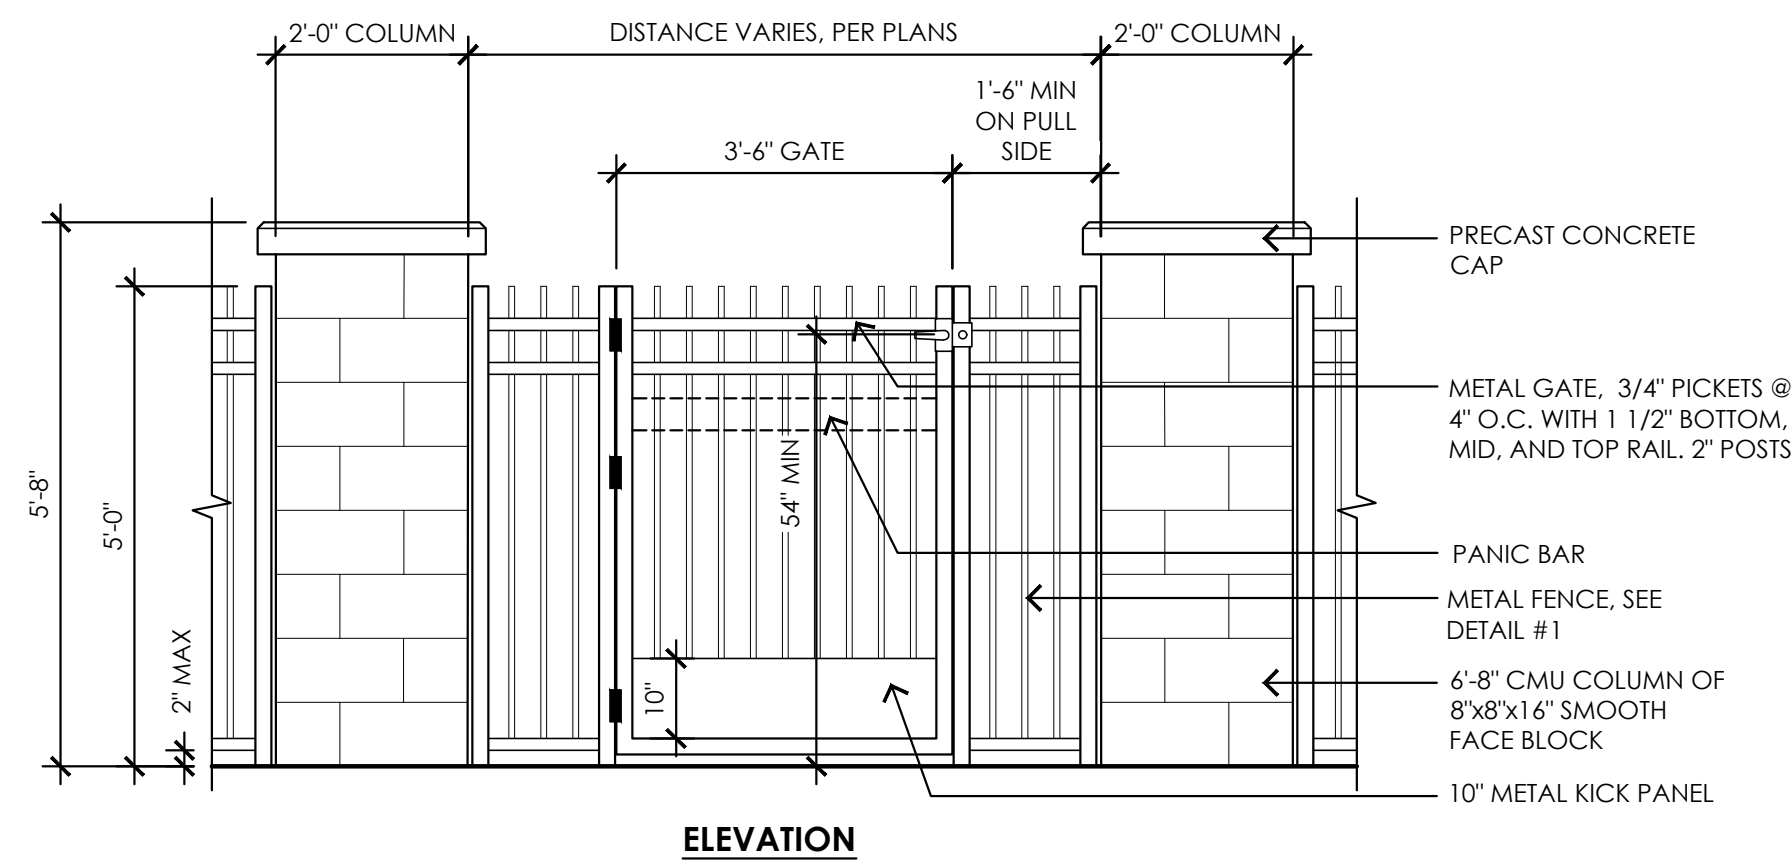 2'-0" COLUMN
DISTANCE VARIES, PER PLANS
2'-0" COLUMN
1'-6" MIN
ON PULL
SIDE
3'-6" GATE
5'-8"
5'-0"
2" MAX
10"
54" MIN
PRECAST CONCRETE
CAP
METAL GATE, 3/4" PICKETS @
4" O.C. WITH 1 1/2" BOTTOM,
MID, AND TOP RAIL. 2" POSTS
PANIC BAR
METAL FENCE, SEE
DETAIL #1
6'-8" CMU COLUMN OF
8"x8"x16" SMOOTH
FACE BLOCK
10" METAL KICK PANEL
ELEVATION